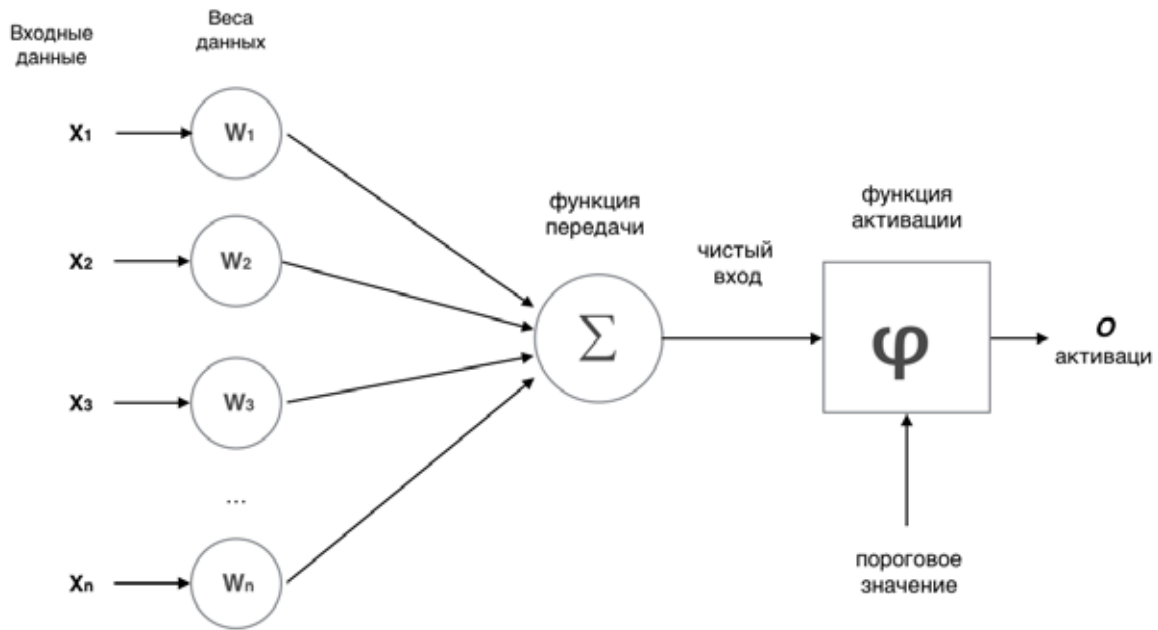 Входные
данные
Веса
данных
X1
W1
X2
W2
X3
W3
...
Xn
Wn
функция
передачи
Σ
чистый
вход
функция
активации
φ
o
активаци
пороговое
значение